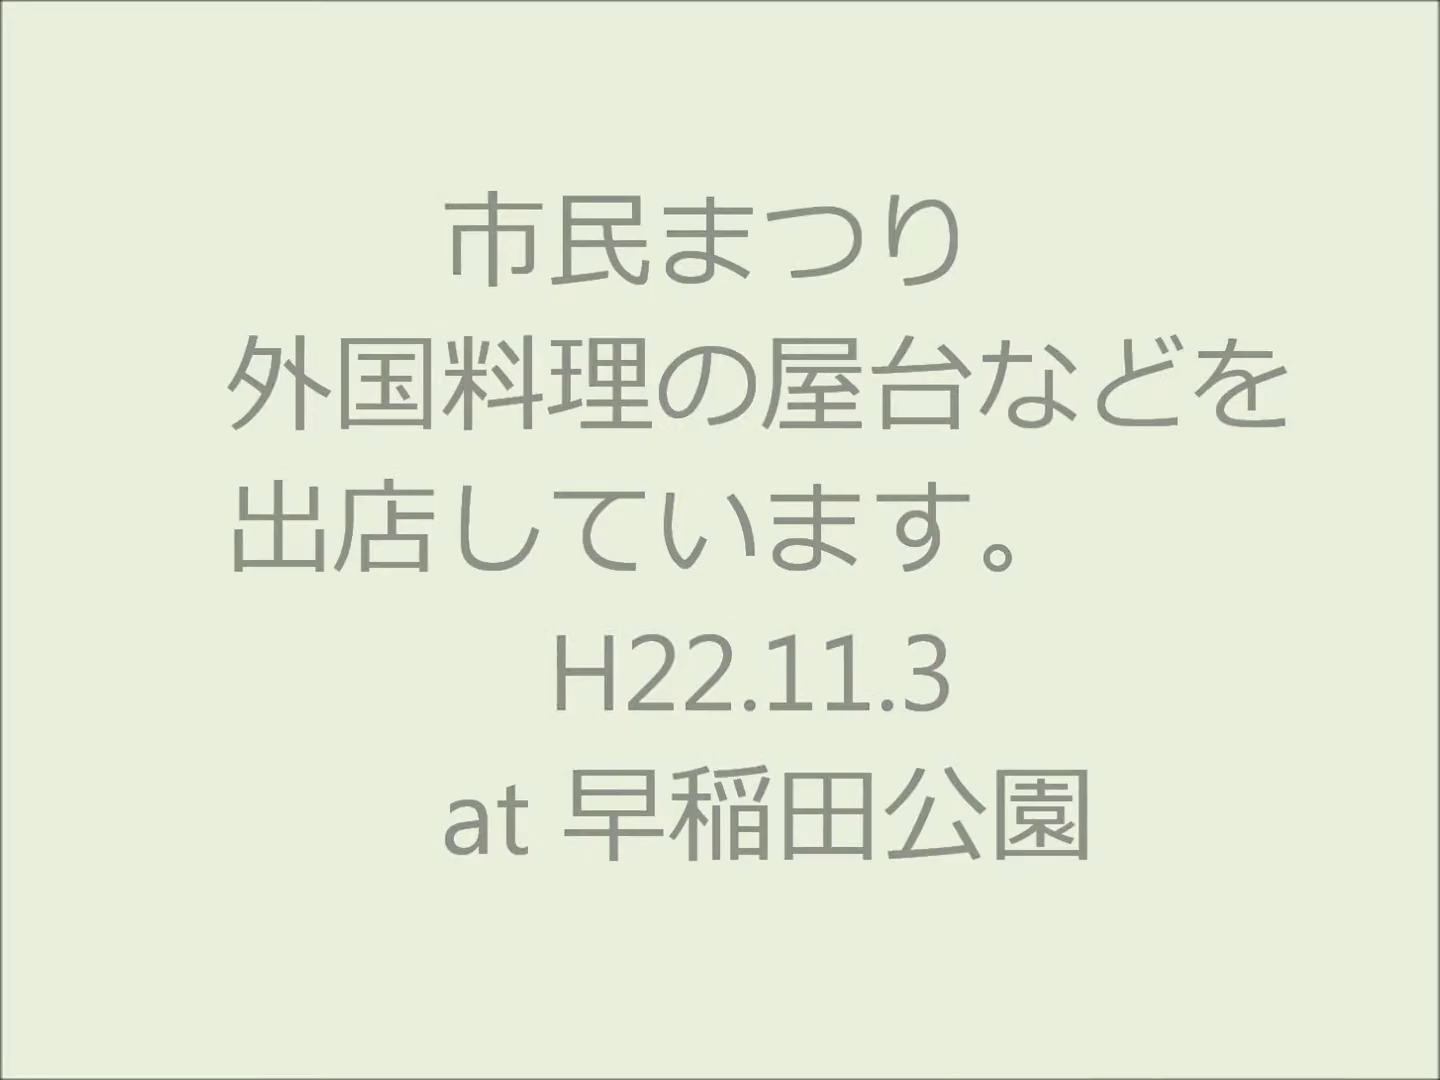 市民まつり
外国料理の屋台などを
出店しています。
H22.11.3
at 早稲田公園